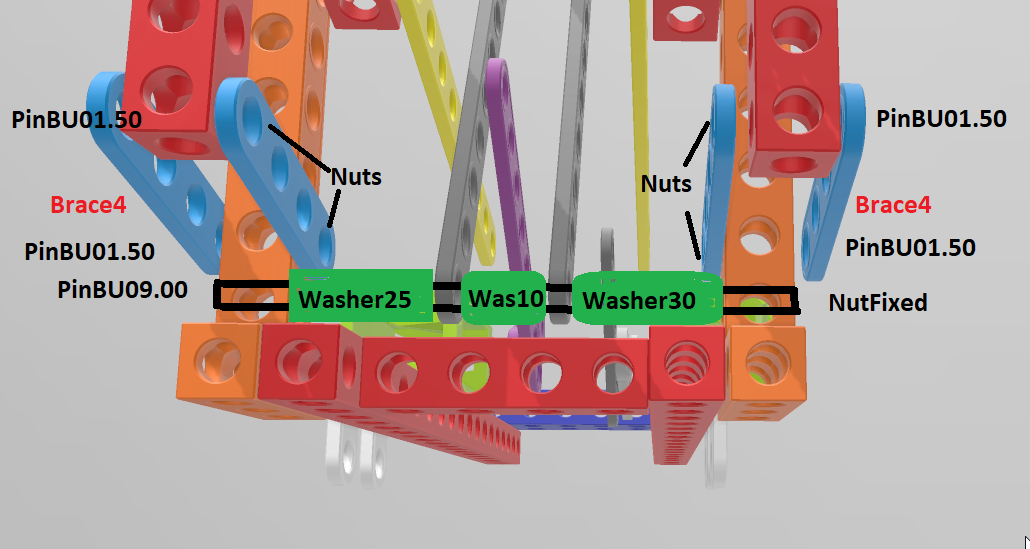 PinBU01.50
PinBU01.50
Nuts
Nuts
Brace4
Brace4
PinBU01.50
PinBU01.50
PinBU09.00
Washer25
Was10
Washer30
NutFixed